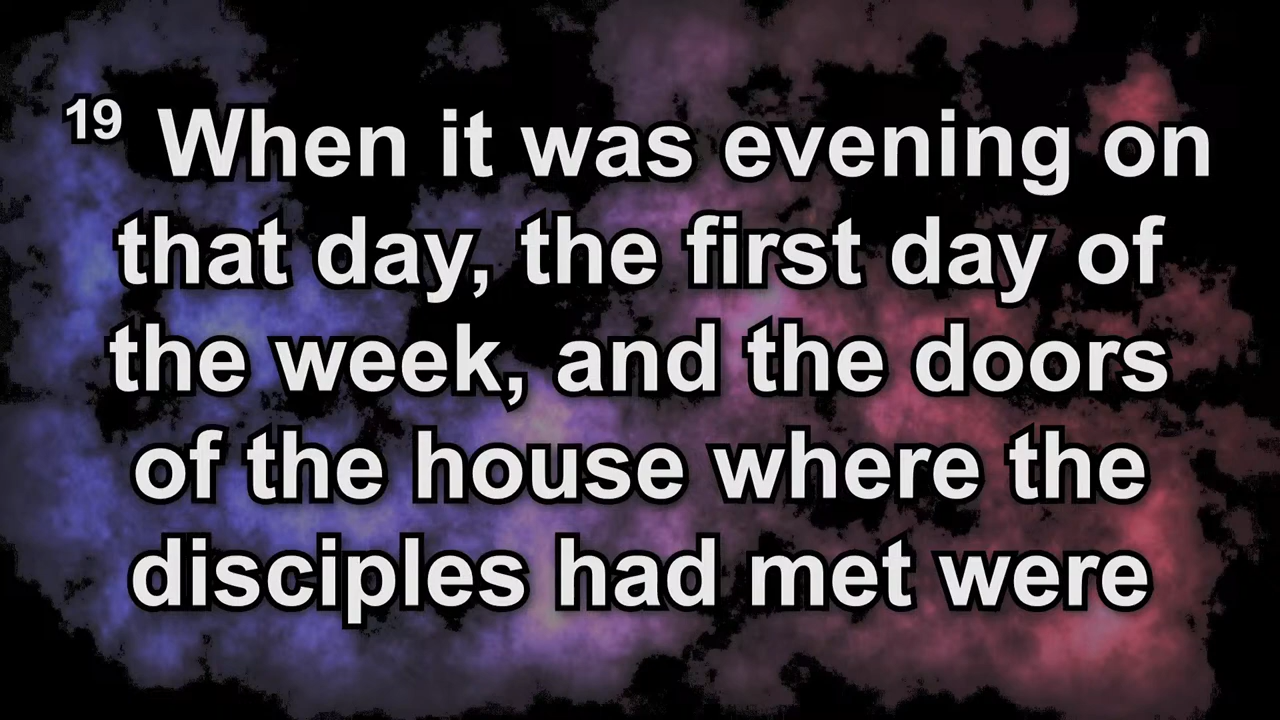 19 When it was evening on
that day, the first day of
the week, and the doors
of the house where the
disciples had met were